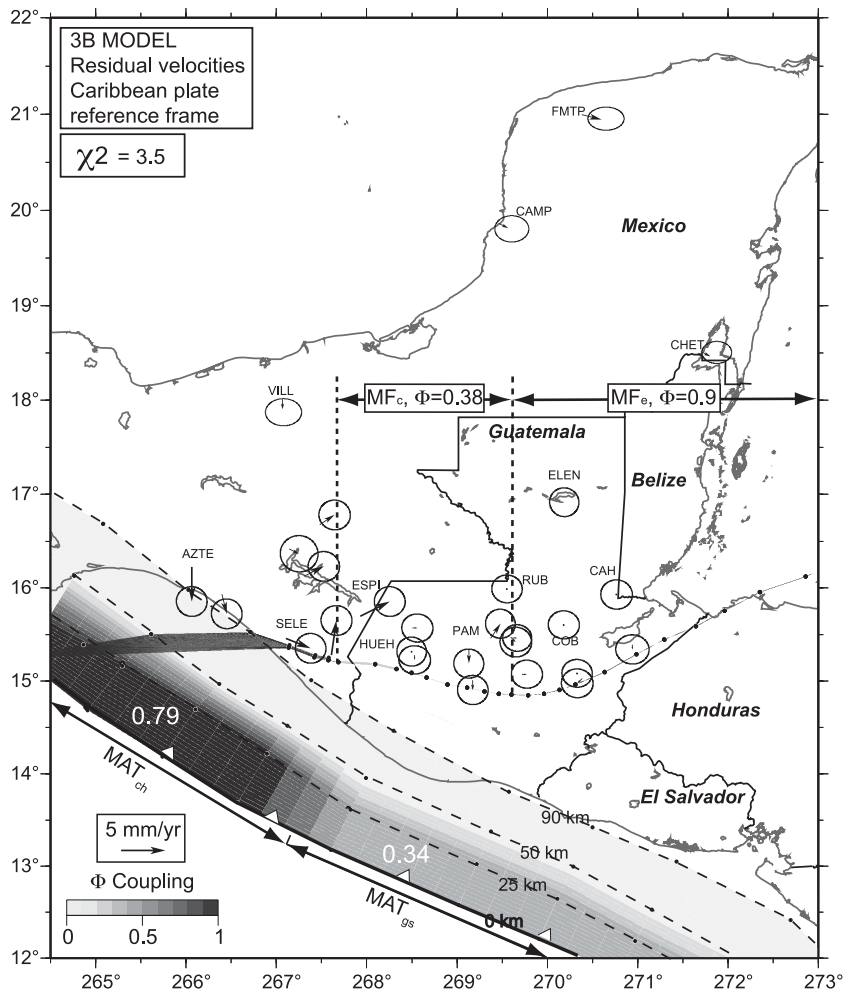 22°
21°
20°
19°
18°
17°
16°
15°
14°
13°
12°
3B MODEL
Residual velocities
Caribbean plate
reference frame
χ2 = 3.5
FMTP
CAMP
Mexico
CHET
VILL
MFc, Φ=0.38
MFe, Φ=0.9
Guatemala
ELEN
Belize
AZTE
ESPI
RUB
CAH
SELE
HUEH
PAM
COB
0.79
Honduras
MATch
El Salvador
90 km
5 mm/yr
0.34
50 km
25 km
Φ Coupling
MATgs
0 km
0 0.5 1
265° 266° 267° 268° 269° 270° 271° 272° 273°